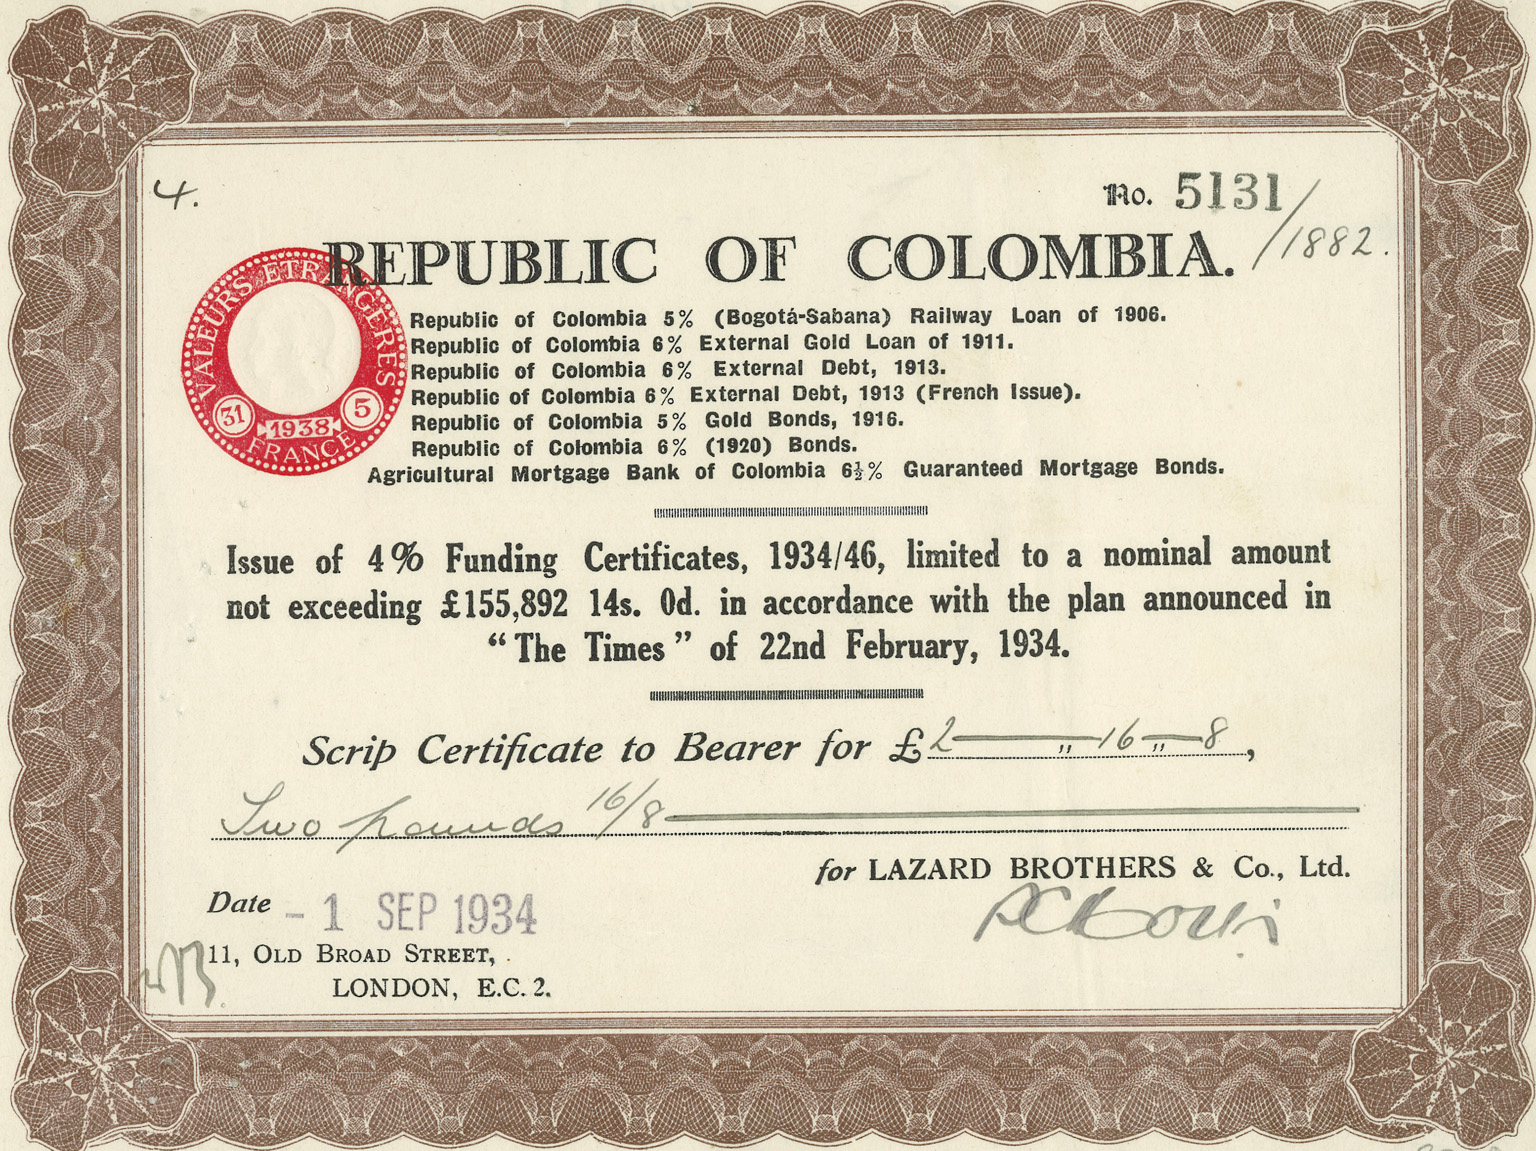 4.
No. 5131/1882.
REPUBLIC OF COLOMBIA.
VALEURS ETRANGERES
31 1938 5
FRANCE
Republic of Colombia 5% (Bogotá-Sabana) Railway Loan of 1906.
Republic of Colombia 6% External Gold Loan of 1911.
Republic of Colombia 6% External Debt, 1913.
Republic of Colombia 6% External Debt, 1913 (French Issue).
Republic of Colombia 5% Gold Bonds, 1916.
Republic of Colombia 6% (1920) Bonds.
Agricultural Mortgage Bank of Colombia 6½% Guaranteed Mortgage Bonds.
Issue of 4% Funding Certificates, 1934/46, limited to a nominal amount
not exceeding £155,892 14s. 0d. in accordance with the plan announced in
“The Times” of 22nd February, 1934.
Scrip Certificate to Bearer for £2 — „ 16 „ — 8,
Two pounds 16/8
for LAZARD BROTHERS & Co., Ltd.
Date - 1 SEP 1934
11, OLD BROAD STREET,
LONDON, E.C. 2.